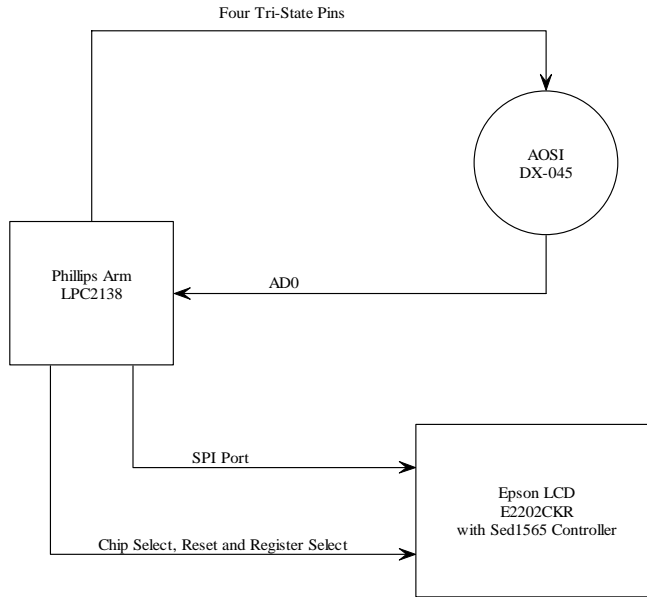 Four Tri-State Pins
AOSI
DX-045
Phillips Arm
LPC2138
AD0
SPI Port
Epson LCD
E2202CKR
with Sed1565 Controller
Chip Select, Reset and Register Select